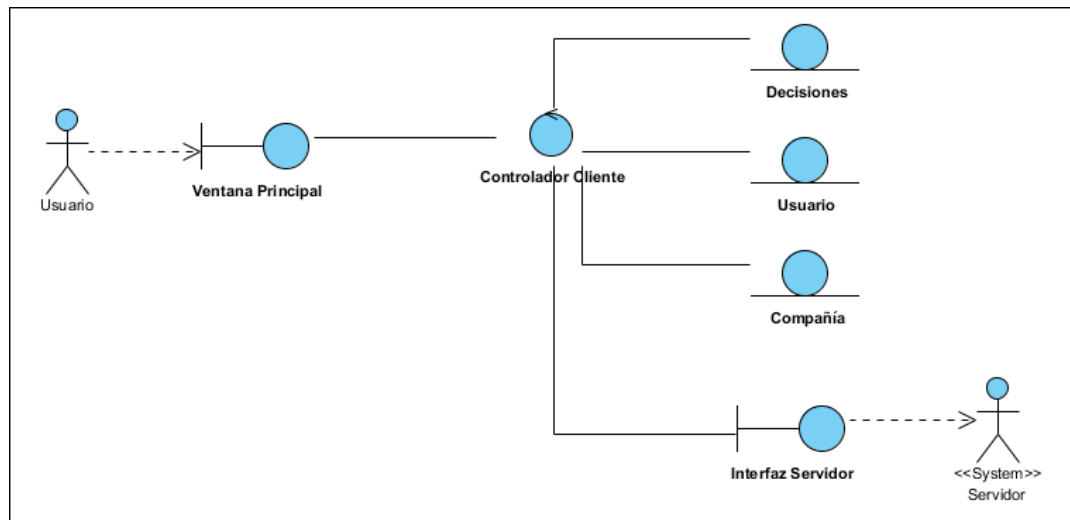 Decisiones
Usuario
Ventana Principal
Controlador Cliente
Usuario
Compañía
Interfaz Servidor
<<System>>
Servidor